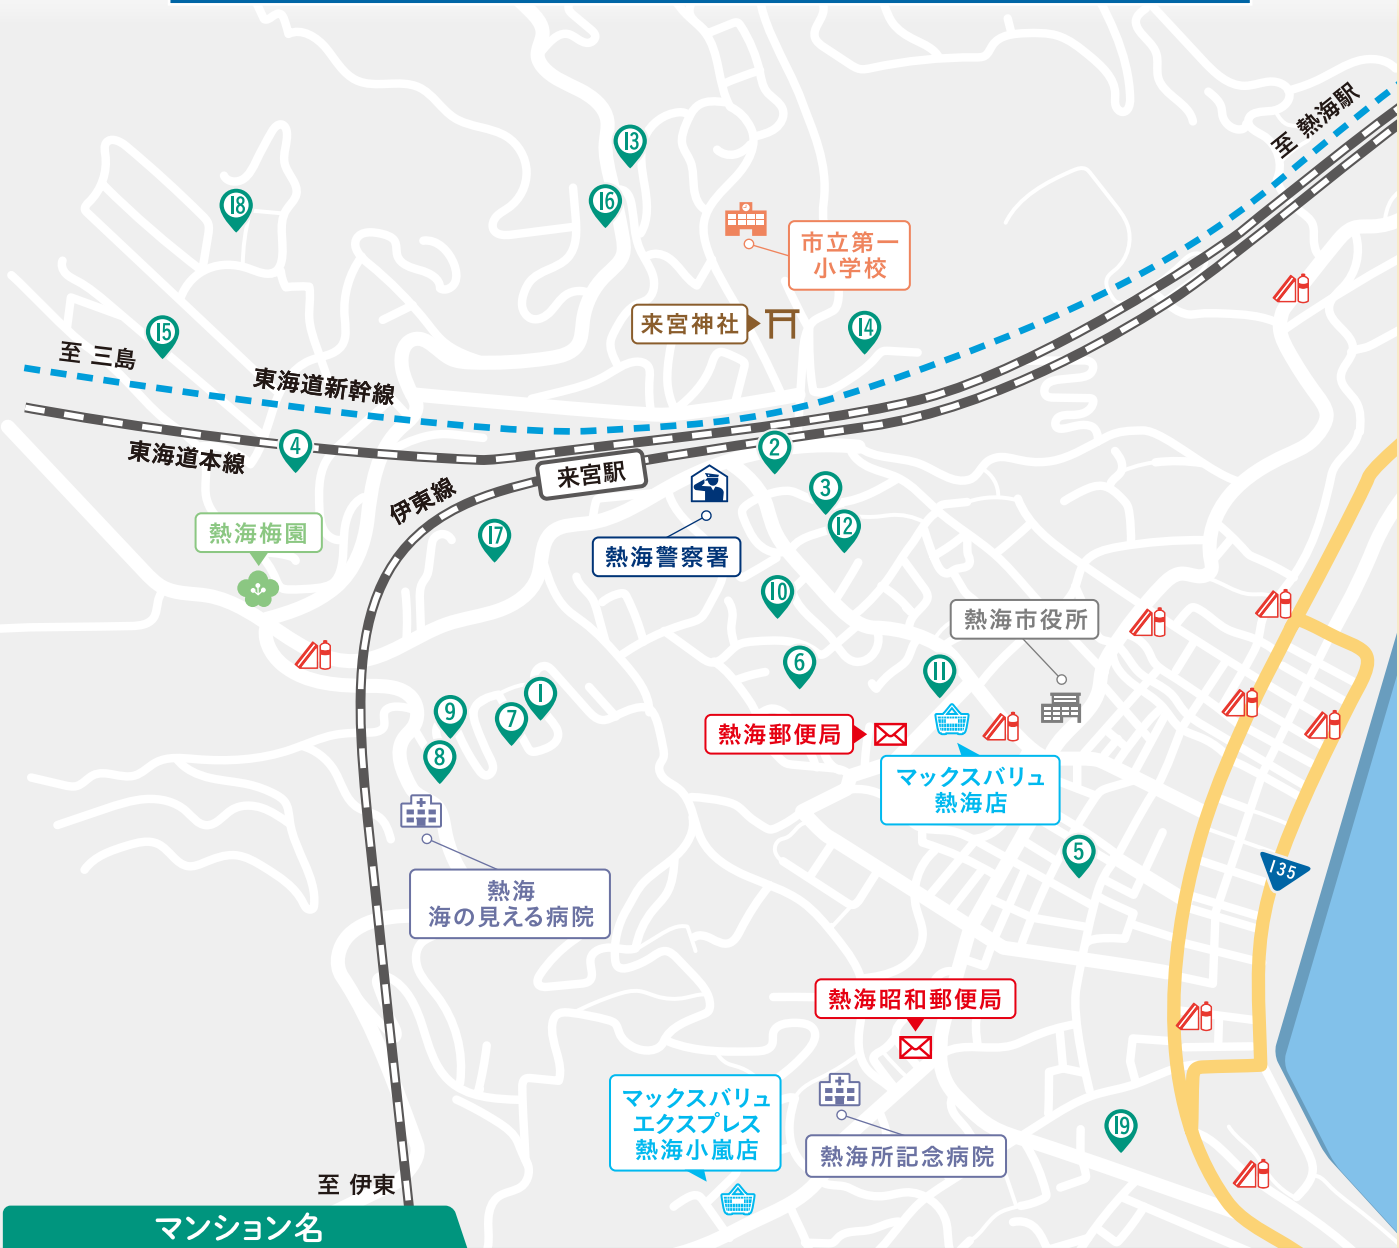 至 熱海駅
13
18
16
市立第一
小学校
来宮神社
14
15
至 三島
東海道新幹線
東海道本線
4
2
来宮駅
3
伊東線
12
17
熱海梅園
熱海警察署
10
熱海市役所
6
11
1
9
7
8
熱海郵便局
マックスバリュ
熱海店
5
135
熱海
海の見える病院
熱海昭和郵便局
マックスバリュ
エクスプレス
熱海小嵐店
19
熱海所記念病院
至 伊東
マンション名